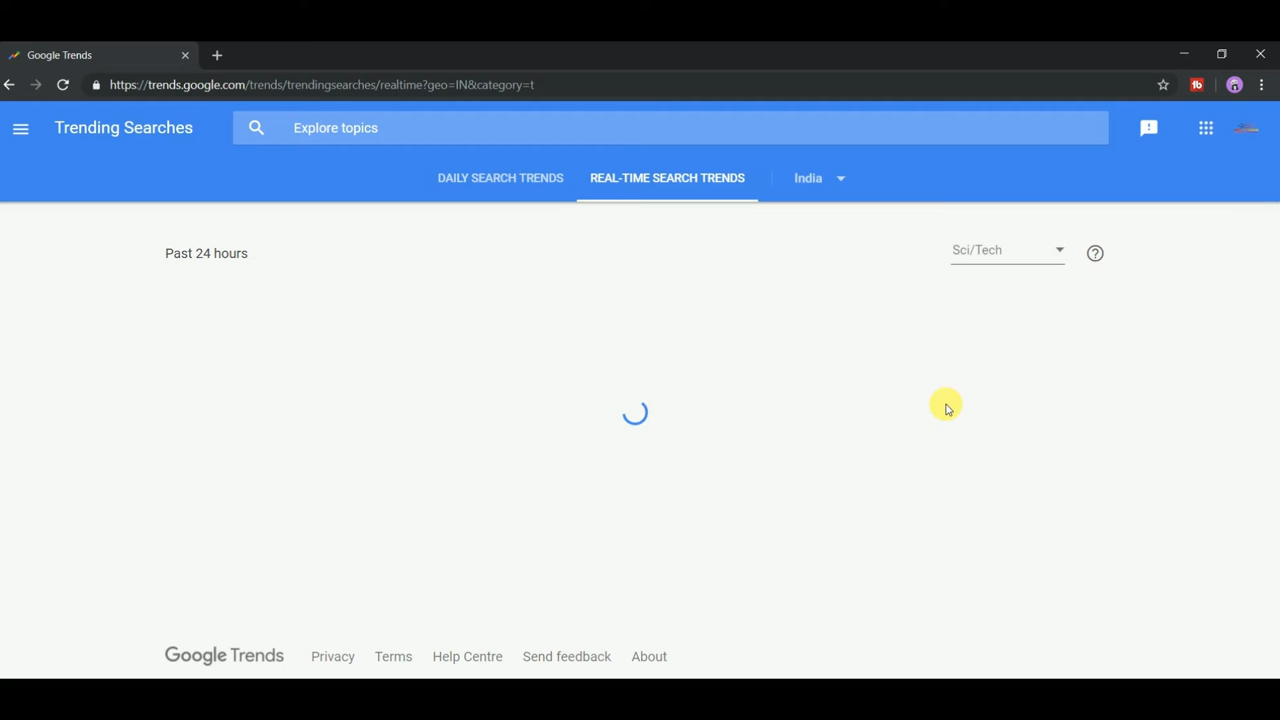 Google Trends
https://trends.google.com/trends/trendingsearches/realtime?geo=IN&category=t
Trending Searches
Explore topics
DAILY SEARCH TRENDS
REAL-TIME SEARCH TRENDS
India
Past 24 hours
Sci/Tech
Google Trends
Privacy
Terms
Help Centre
Send feedback
About